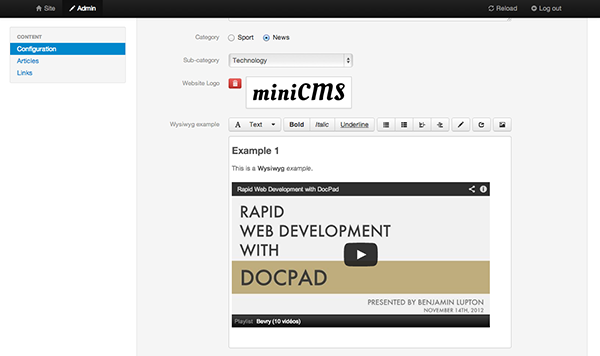 Site Admin Reload Log out
CONTENT
Configuration
Articles
Links
Category Sport News
Sub-category Technology
Website Logo miniCMS
Wysiwyg example A Text Bold Italic Underline
Example 1
This is a Wysiwyg example.
Rapid Web Development with DocPad
RAPID
WEB DEVELOPMENT
WITH
DOCPAD
PRESENTED BY BENJAMIN LUPTON
NOVEMBER 14TH, 2012
Playlist Bevry (10 vidéos)